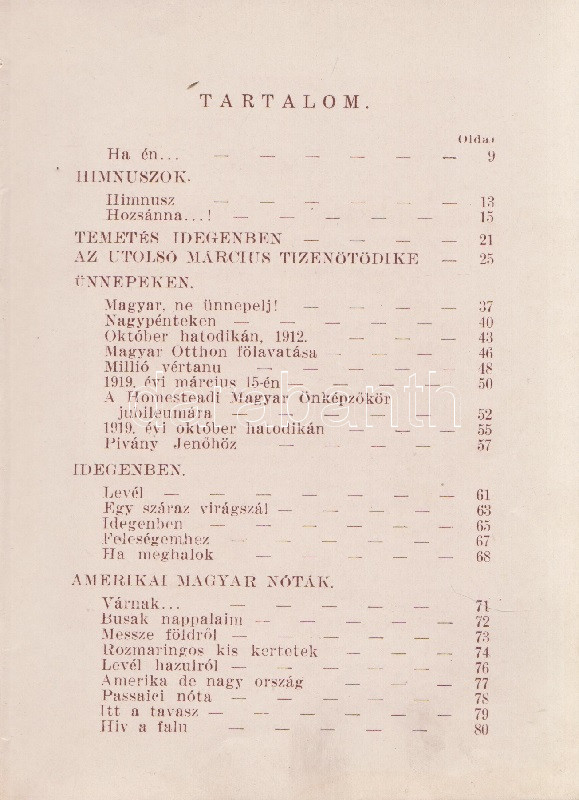 TARTALOM.
Oldal
Ha én... — — — — — — 9
HIMNUSZOK.
Himnusz — — — — — — 13
Hozsánna...! — — — — — 15
TEMETÉS IDEGENBEN — — — — 21
AZ UTOLSÓ MÁRCIUS TIZENÖTÖDIKE — 25
ÜNNEPEKEN.
Magyar, ne ünnepelj! — — — — 37
Nagypénteken — — — — — 40
Október hatodikán, 1912. — — — 43
Magyar Otthon fölavatása — — — 46
Millió vértanu — — — — — 48
1919. évi március 15-én — — — — 50
A Homesteadi Magyar Önképzőkör
jubileumára — — — — — 52
1919. évi október hatodikán — — 55
Pivány Jenőhöz — — — — 57
IDEGENBEN.
Levél — — — — — — — 61
Egy száraz virágszál — — — — 63
Idegenben — — — — — — 65
Feleségemhez — — — — — 67
Ha meghalok — — — — — 68
AMERIKAI MAGYAR NÓTÁK.
Várnak... — — — — — 71
Busak nappalaim — — — — — 72
Messze földről — — — — — 73
Rozmaringos kis kertetek — — — 74
Levél hazulról — — — — — 76
Amerika de nagy ország — — — 77
Passaici nóta — — — — — 78
Itt a tavasz — — — — — — 79
Hiv a falu — — — — — 80
darabanth